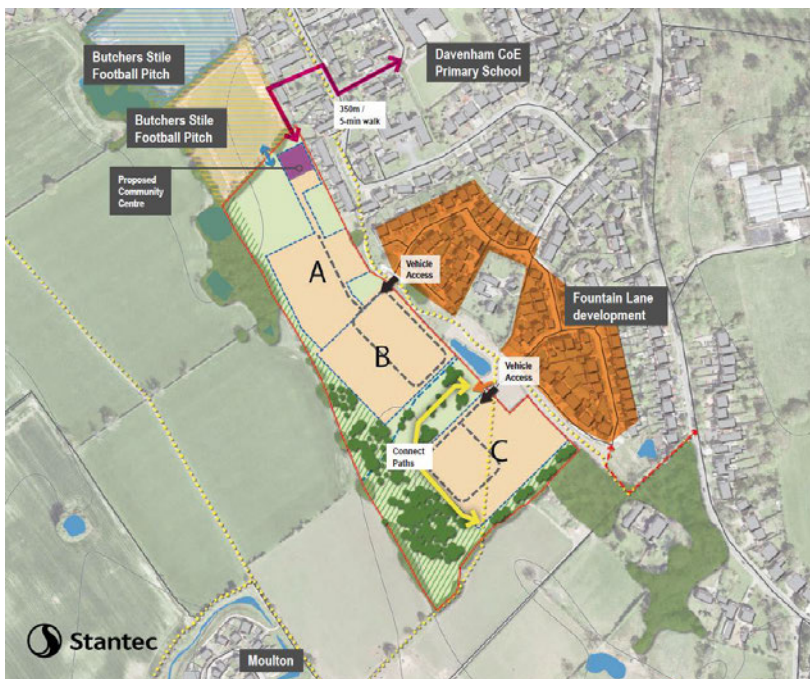 Butchers Stile
Football Pitch
Davenham CoE
Primary School
Butchers Stile
Football Pitch
350m /
5-min walk
Proposed
Community
Centre
A
Vehicle
Access
Fountain Lane
development
B
Vehicle
Access
Connect
Paths
C
Stantec
Moulton